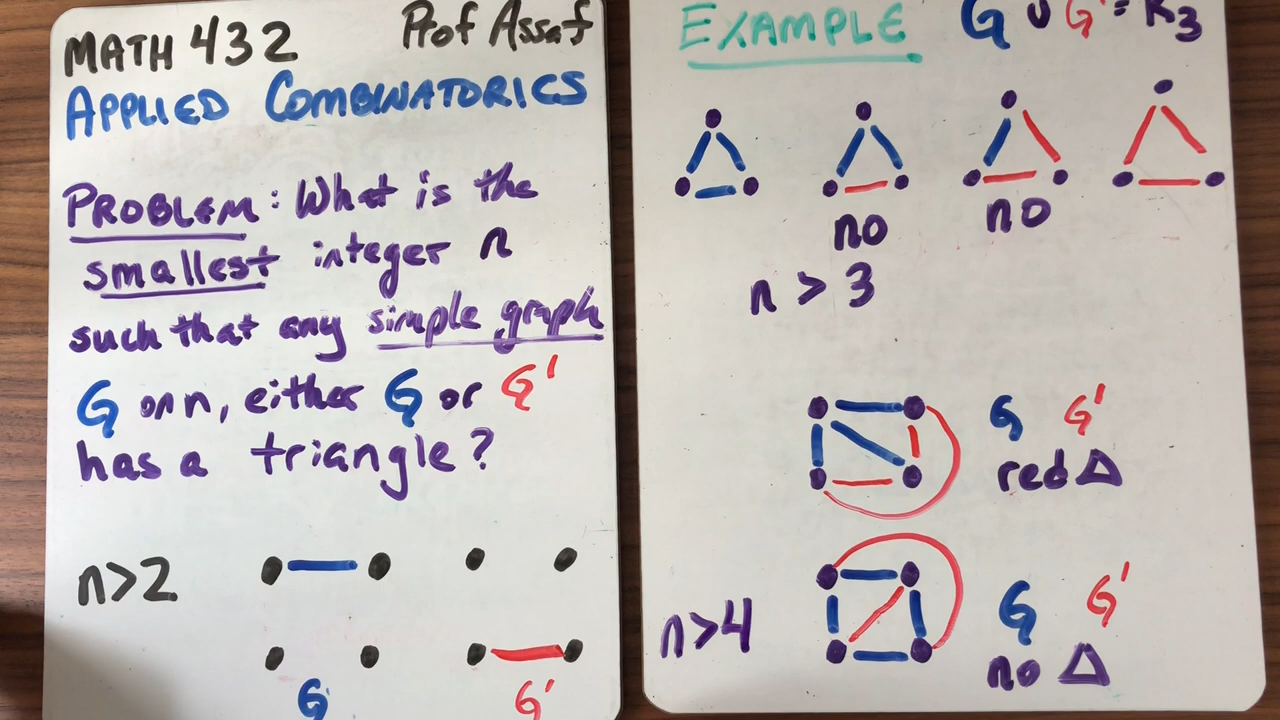 MATH 432 Prof Assaf
APPLIED COMBINATORICS
PROBLEM: What is the
smallest integer n
such that any simple graph
G on n, either G or G'
has a triangle?
n>2
G G'
EXAMPLE G ∪ G' = K3
no no
n > 3
G G'
red Δ
n>4 G G'
no Δ